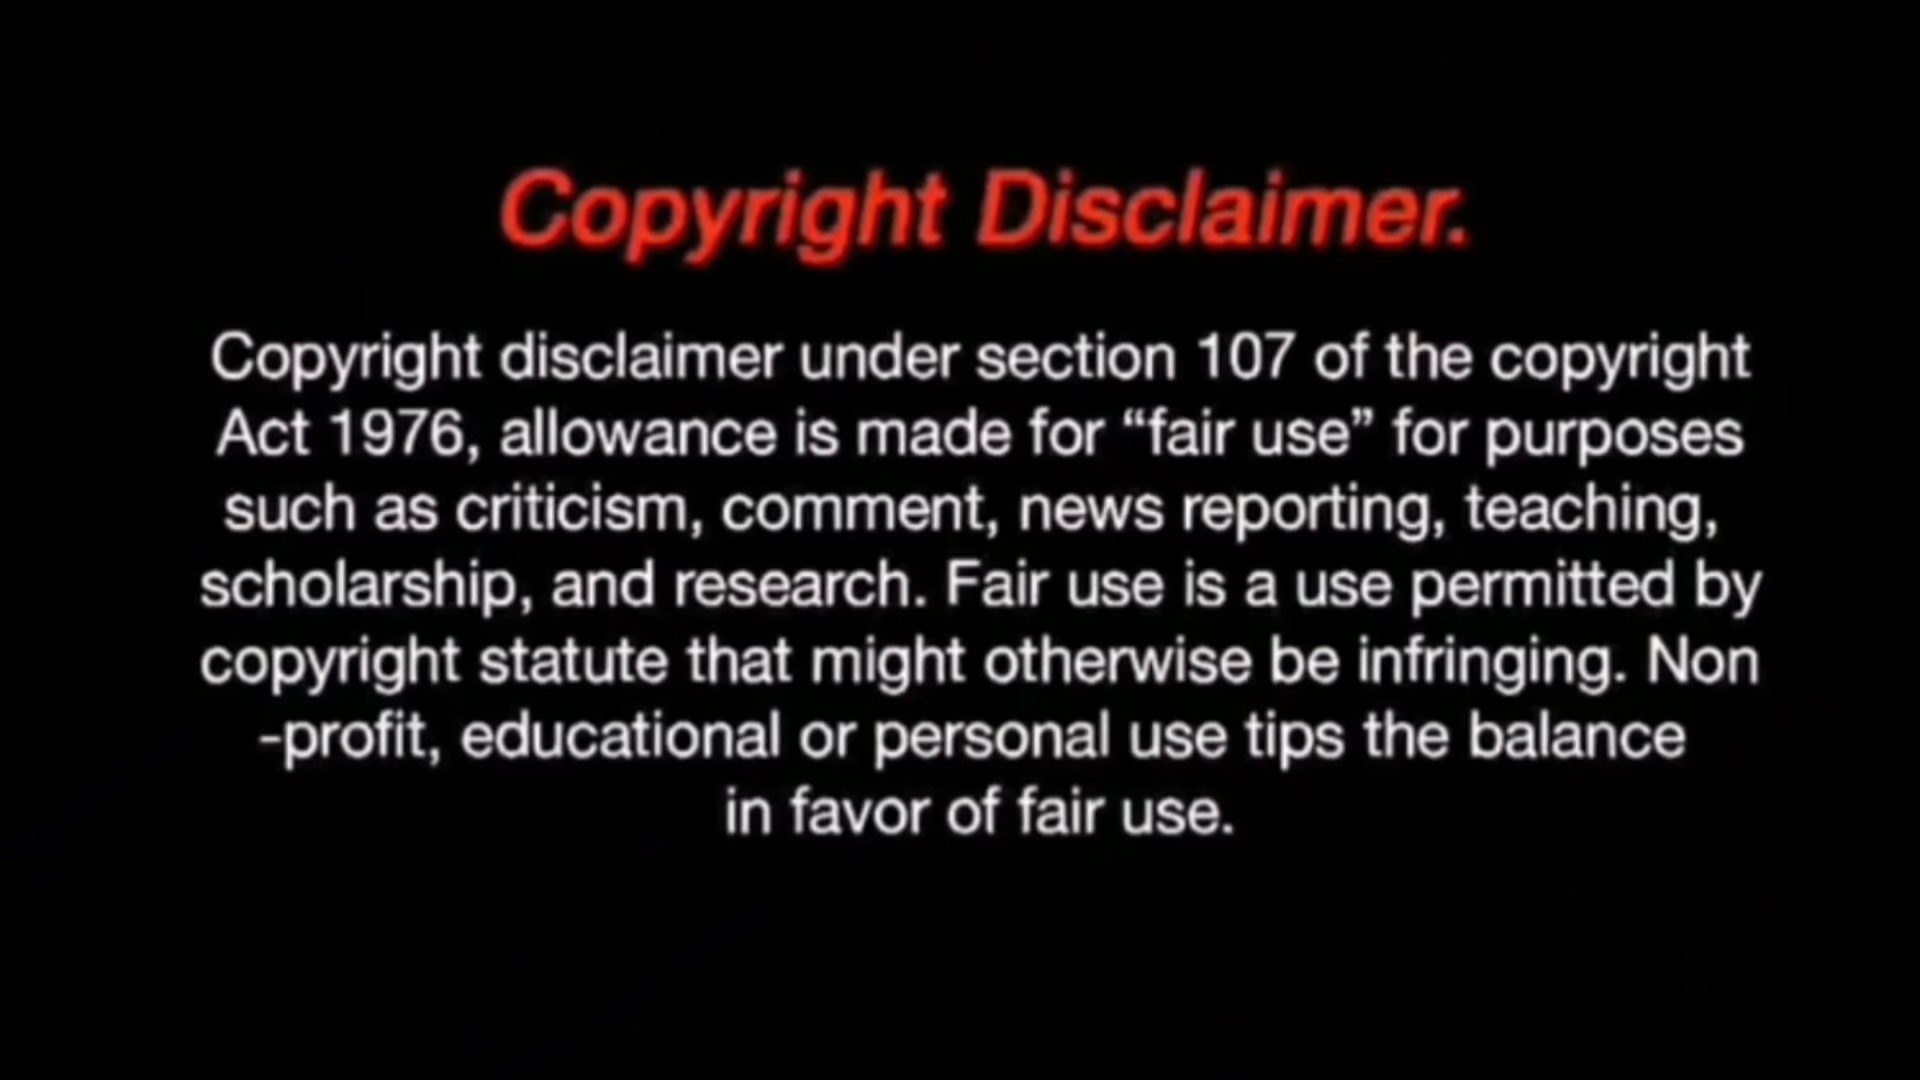 Copyright Disclaimer.
Copyright disclaimer under section 107 of the copyright
Act 1976, allowance is made for “fair use” for purposes
such as criticism, comment, news reporting, teaching,
scholarship, and research. Fair use is a use permitted by
copyright statute that might otherwise be infringing. Non
-profit, educational or personal use tips the balance
in favor of fair use.